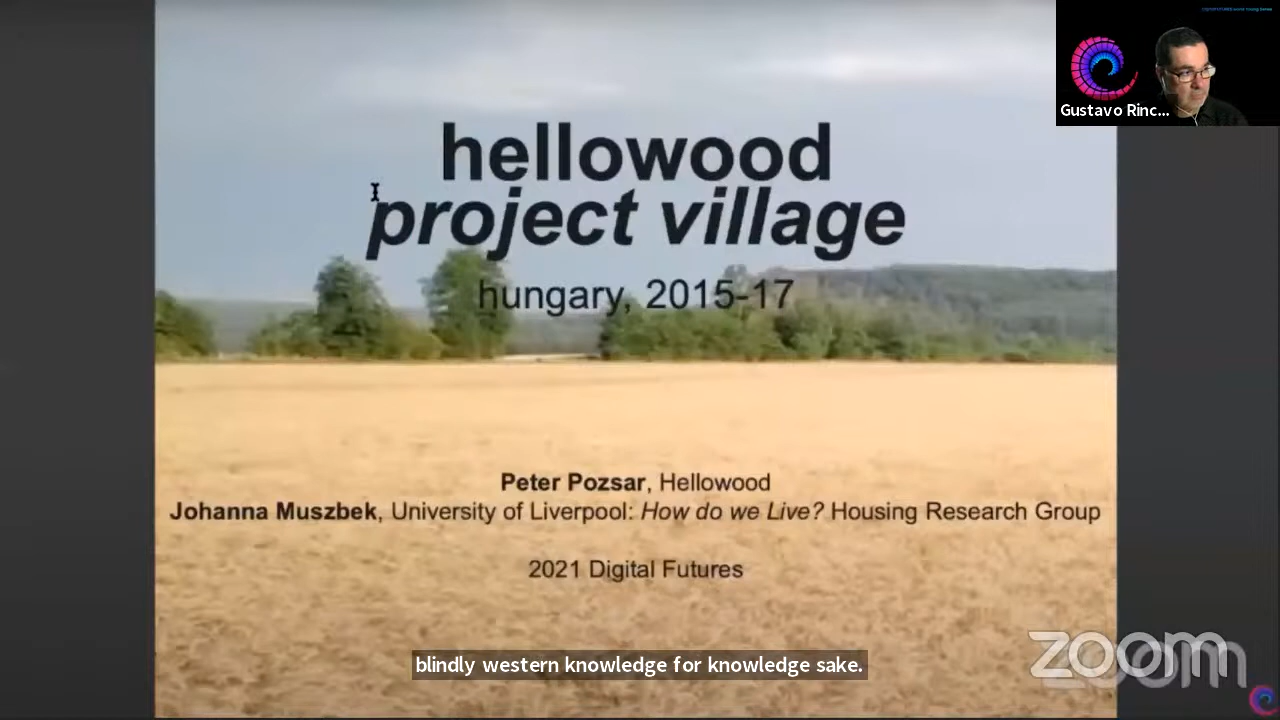 hellowood
project village
hungary, 2015-17
Gustavo Rinc...
Peter Pozsar, Hellowood
Johanna Muszbek, University of Liverpool: How do we Live? Housing Research Group
2021 Digital Futures
blindly western knowledge for knowledge sake.
zoom